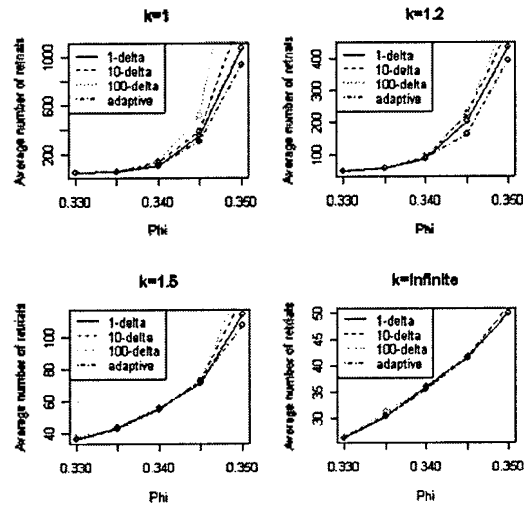 k=1
Average number of retrials
200
600
1000
1-delta
10-delta
100-delta
adaptive
0.330
0.340
0.350
Phi
k=1.2
Average number of retrials
100
200
300
400
1-delta
10-delta
100-delta
adaptive
0.330
0.340
0.350
Phi
k=1.5
Average number of retrials
40
60
80
100
1-delta
10-delta
100-delta
adaptive
0.330
0.340
0.350
Phi
k=infinite
Average number of retrials
30
35
40
45
50
1-delta
10-delta
100-delta
adaptive
0.330
0.340
0.350
Phi